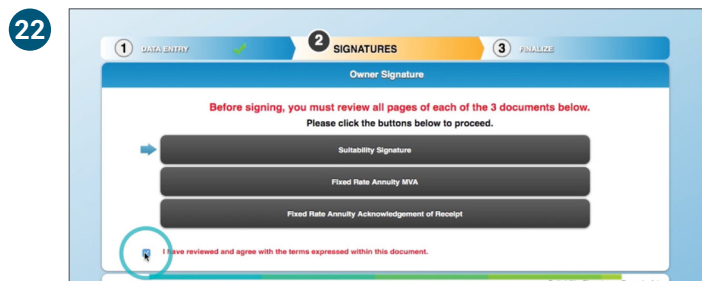 22
1 DATA ENTRY
2 SIGNATURES
3 FINALIZE
Owner Signature
Before signing, you must review all pages of each of the 3 documents below.
Please click the buttons below to proceed.
Suitability Signature
Fixed Rate Annuity MVA
Fixed Rate Annuity Acknowledgement of Receipt
I have reviewed and agree with the terms expressed within this document.